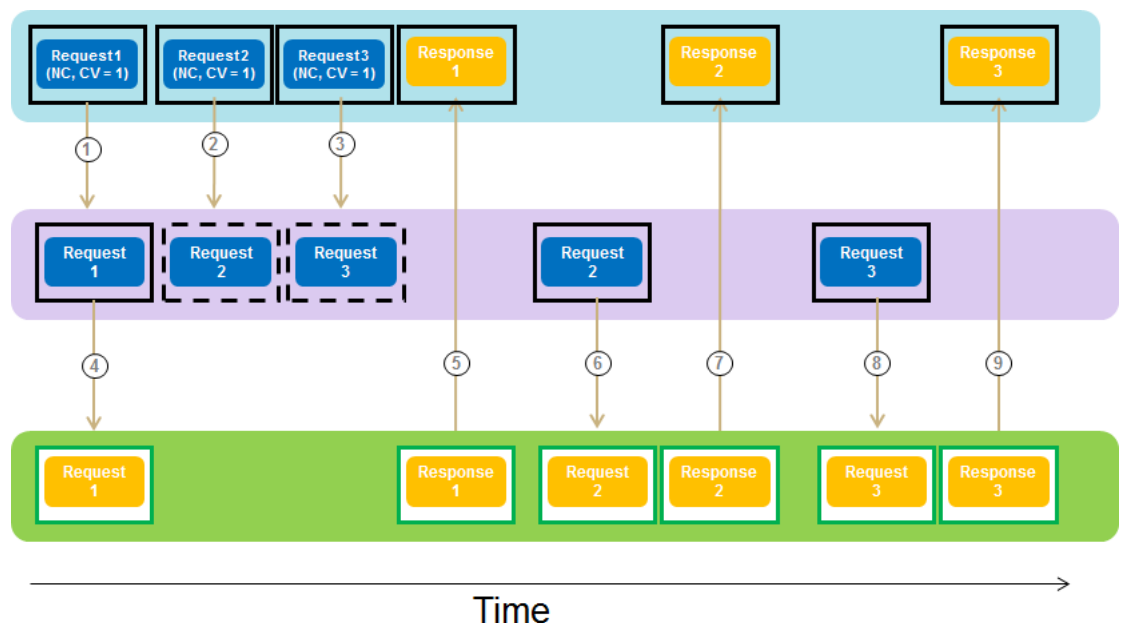 Request1
(NC, CV = 1)
Request2
(NC, CV = 1)
Request3
(NC, CV = 1)
Response
1
Response
2
Response
3
1
2
3
Request
1
Request
2
Request
3
Request
2
Request
3
4
5
6
7
8
9
Request
1
Response
1
Request
2
Response
2
Request
3
Response
3
Time